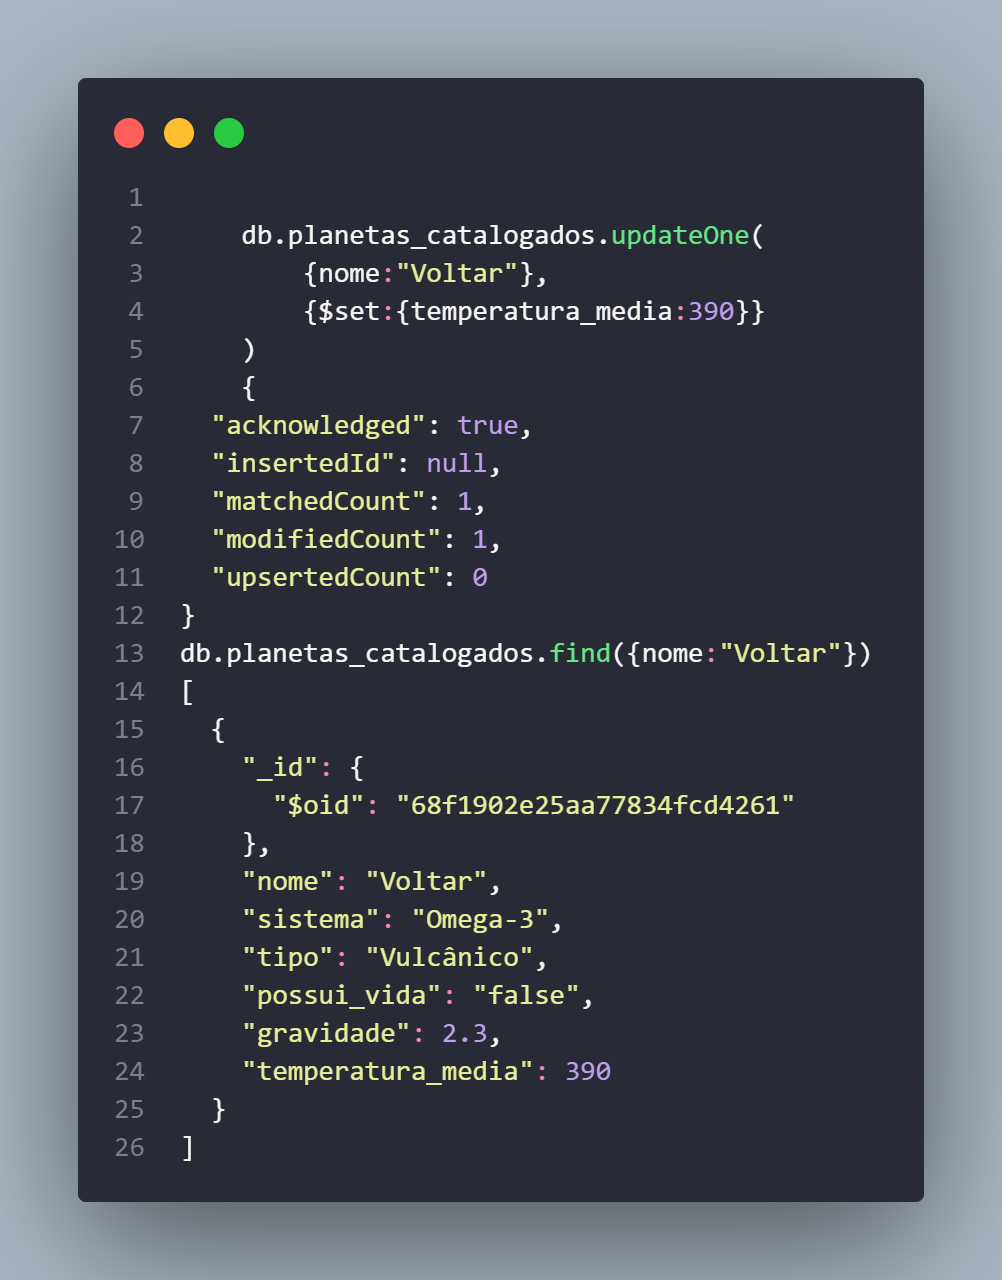 1
2     db.planetas_catalogados.updateOne(
3         {nome:"Voltar"},
4         {$set:{temperatura_media:390}}
5     )
6     {
7   "acknowledged": true,
8   "insertedId": null,
9   "matchedCount": 1,
10   "modifiedCount": 1,
11   "upsertedCount": 0
12 }
13 db.planetas_catalogados.find({nome:"Voltar"})
14 [
15   {
16     "_id": {
17       "$oid": "68f1902e25aa77834fcd4261"
18     },
19     "nome": "Voltar",
20     "sistema": "Omega-3",
21     "tipo": "Vulcânico",
22     "possui_vida": "false",
23     "gravidade": 2.3,
24     "temperatura_media": 390
25   }
26 ]